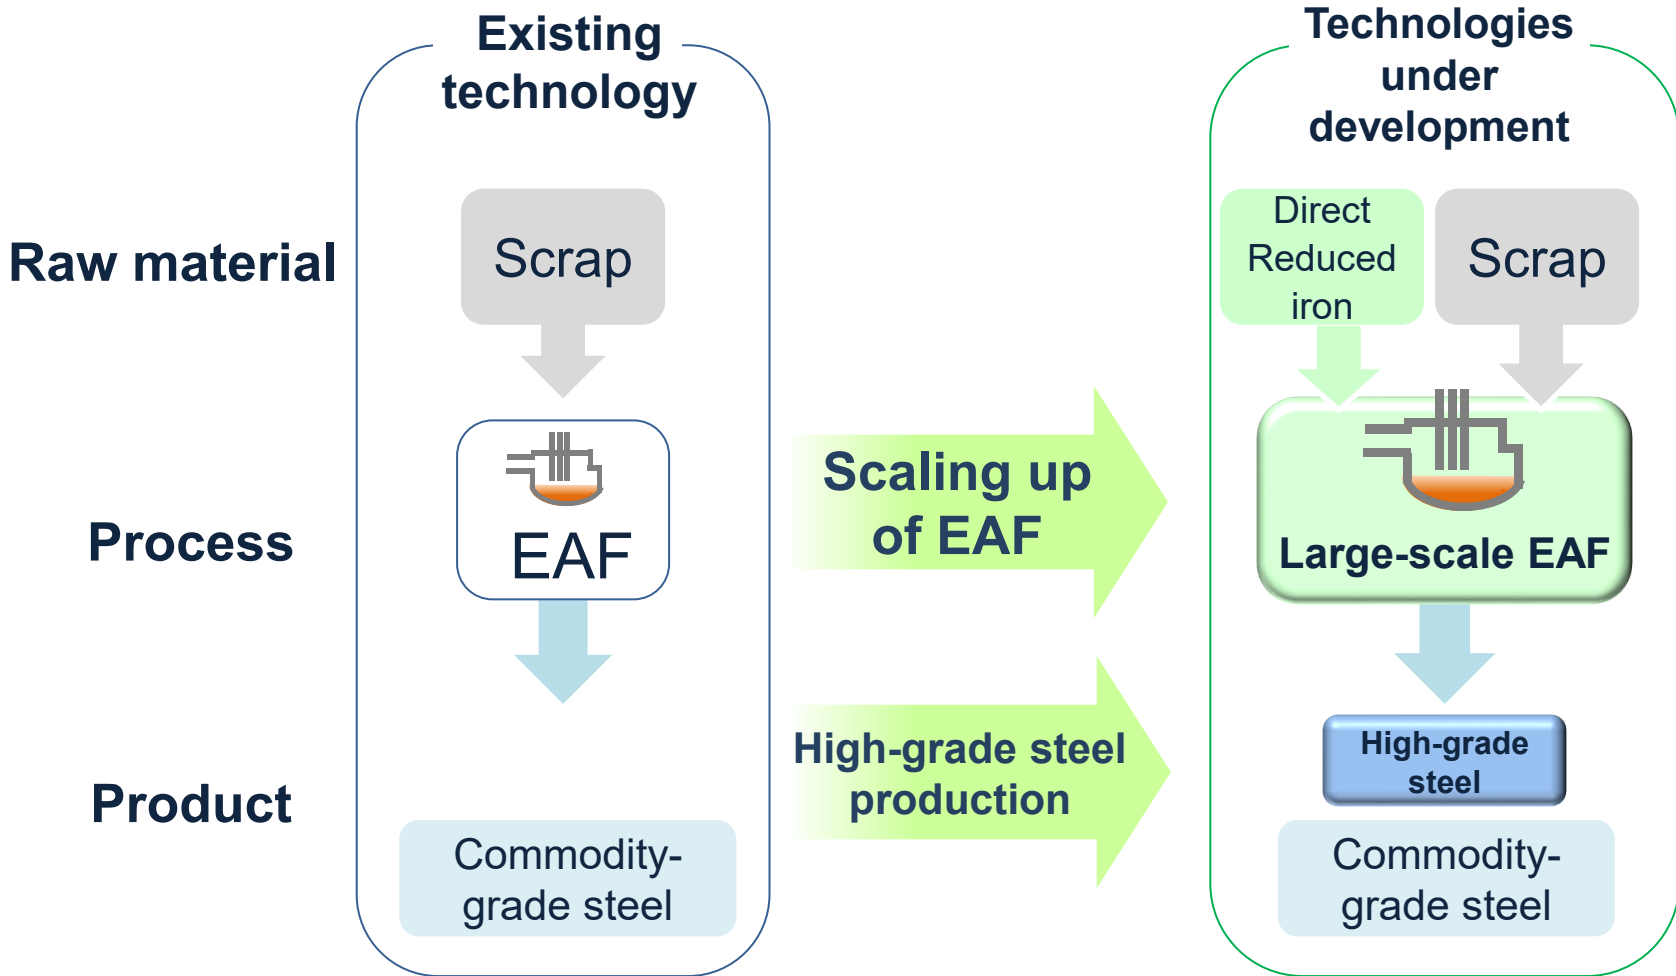 Existing
technology
Technologies
under
development
Raw material
Scrap
Direct
Reduced
iron
Scrap
Process
EAF
Scaling up
of EAF
Large-scale EAF
Product
High-grade steel
production
High-grade
steel
Commodity-
grade steel
Commodity-
grade steel